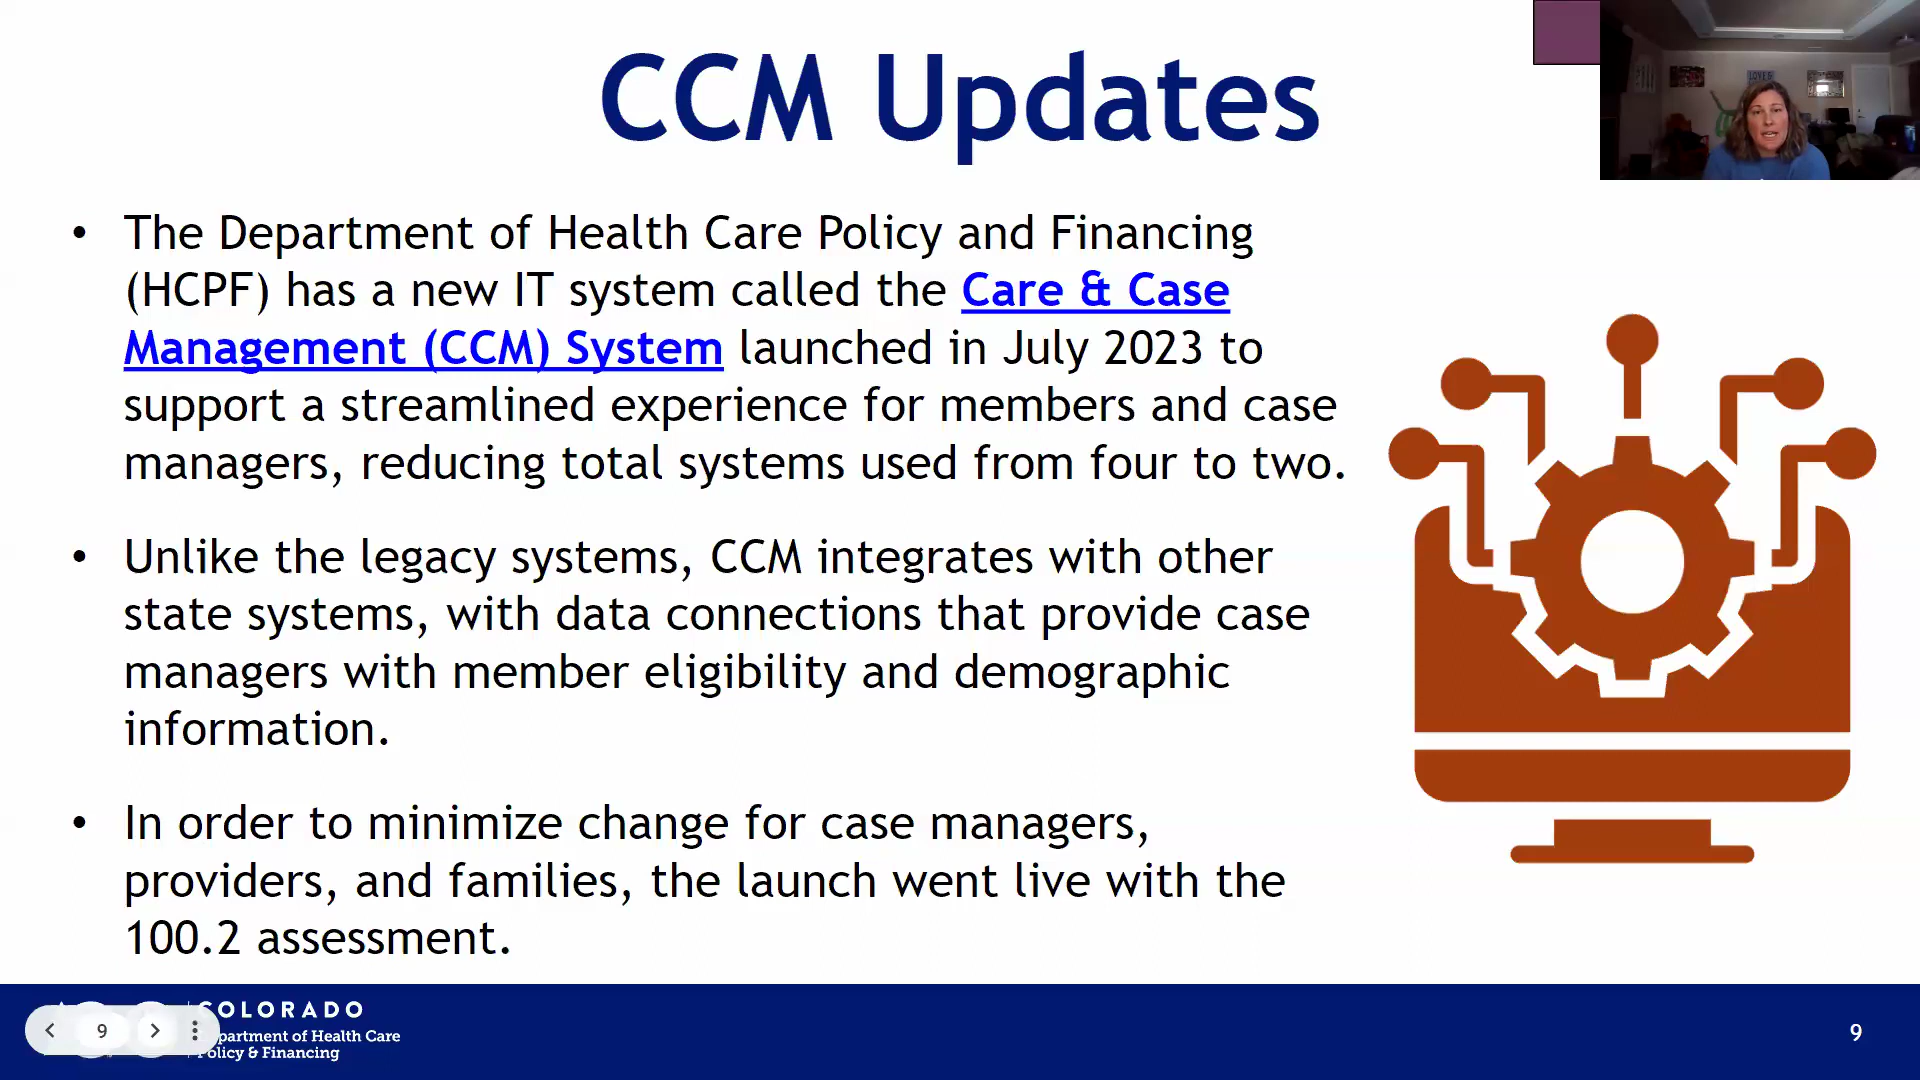 CCM Updates
• The Department of Health Care Policy and Financing
(HCPF) has a new IT system called the Care & Case
Management (CCM) System launched in July 2023 to
support a streamlined experience for members and case
managers, reducing total systems used from four to two.
• Unlike the legacy systems, CCM integrates with other
state systems, with data connections that provide case
managers with member eligibility and demographic
information.
• In order to minimize change for case managers,
providers, and families, the launch went live with the
100.2 assessment.
COLORADO
Department of Health Care
Policy & Financing
9
9